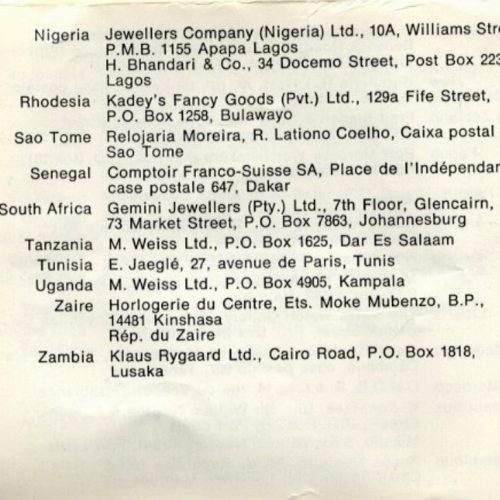 Nigeria Jewellers Company (Nigeria) Ltd., 10A, Williams Stre
P.M.B. 1155 Apapa Lagos
H. Bhandari & Co., 34 Docemo Street, Post Box 223
Lagos
Rhodesia Kadey's Fancy Goods (Pvt.) Ltd., 129a Fife Street,
P.O. Box 1258, Bulawayo
Sao Tome Relojaria Moreira, R. Lationo Coelho, Caixa postal
Sao Tome
Senegal Comptoir Franco-Suisse SA, Place de l'Indépendar
case postale 647, Dakar
South Africa Gemini Jewellers (Pty.) Ltd., 7th Floor, Glencairn,
73 Market Street, P.O. Box 7863, Johannesburg
Tanzania M. Weiss Ltd., P.O. Box 1625, Dar Es Salaam
Tunisia E. Jaeglé, 27, avenue de Paris, Tunis
Uganda M. Weiss Ltd., P.O. Box 4905, Kampala
Zaire Horlogerie du Centre, Ets. Moke Mubenzo, B.P.,
14481 Kinshasa
Rép. du Zaire
Zambia Klaus Rygaard Ltd., Cairo Road, P.O. Box 1818,
Lusaka